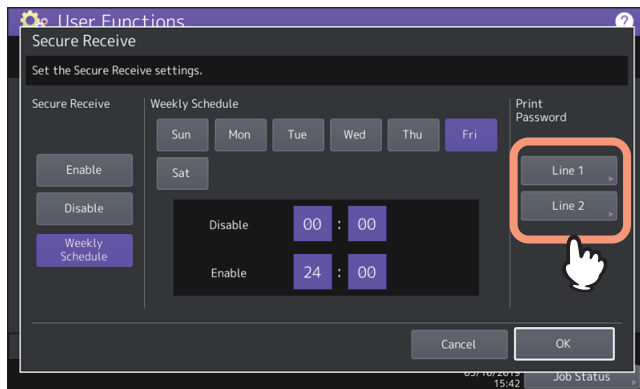 User Functions
?
Secure Receive
Set the Secure Receive settings.
Secure Receive
Enable
Disable
Weekly
Schedule
Weekly Schedule
Sun Mon Tue Wed Thu Fri
Sat
Disable 00 : 00
Enable 24 : 00
Print
Password
Line 1
Line 2
Cancel OK
15:42
Job Status